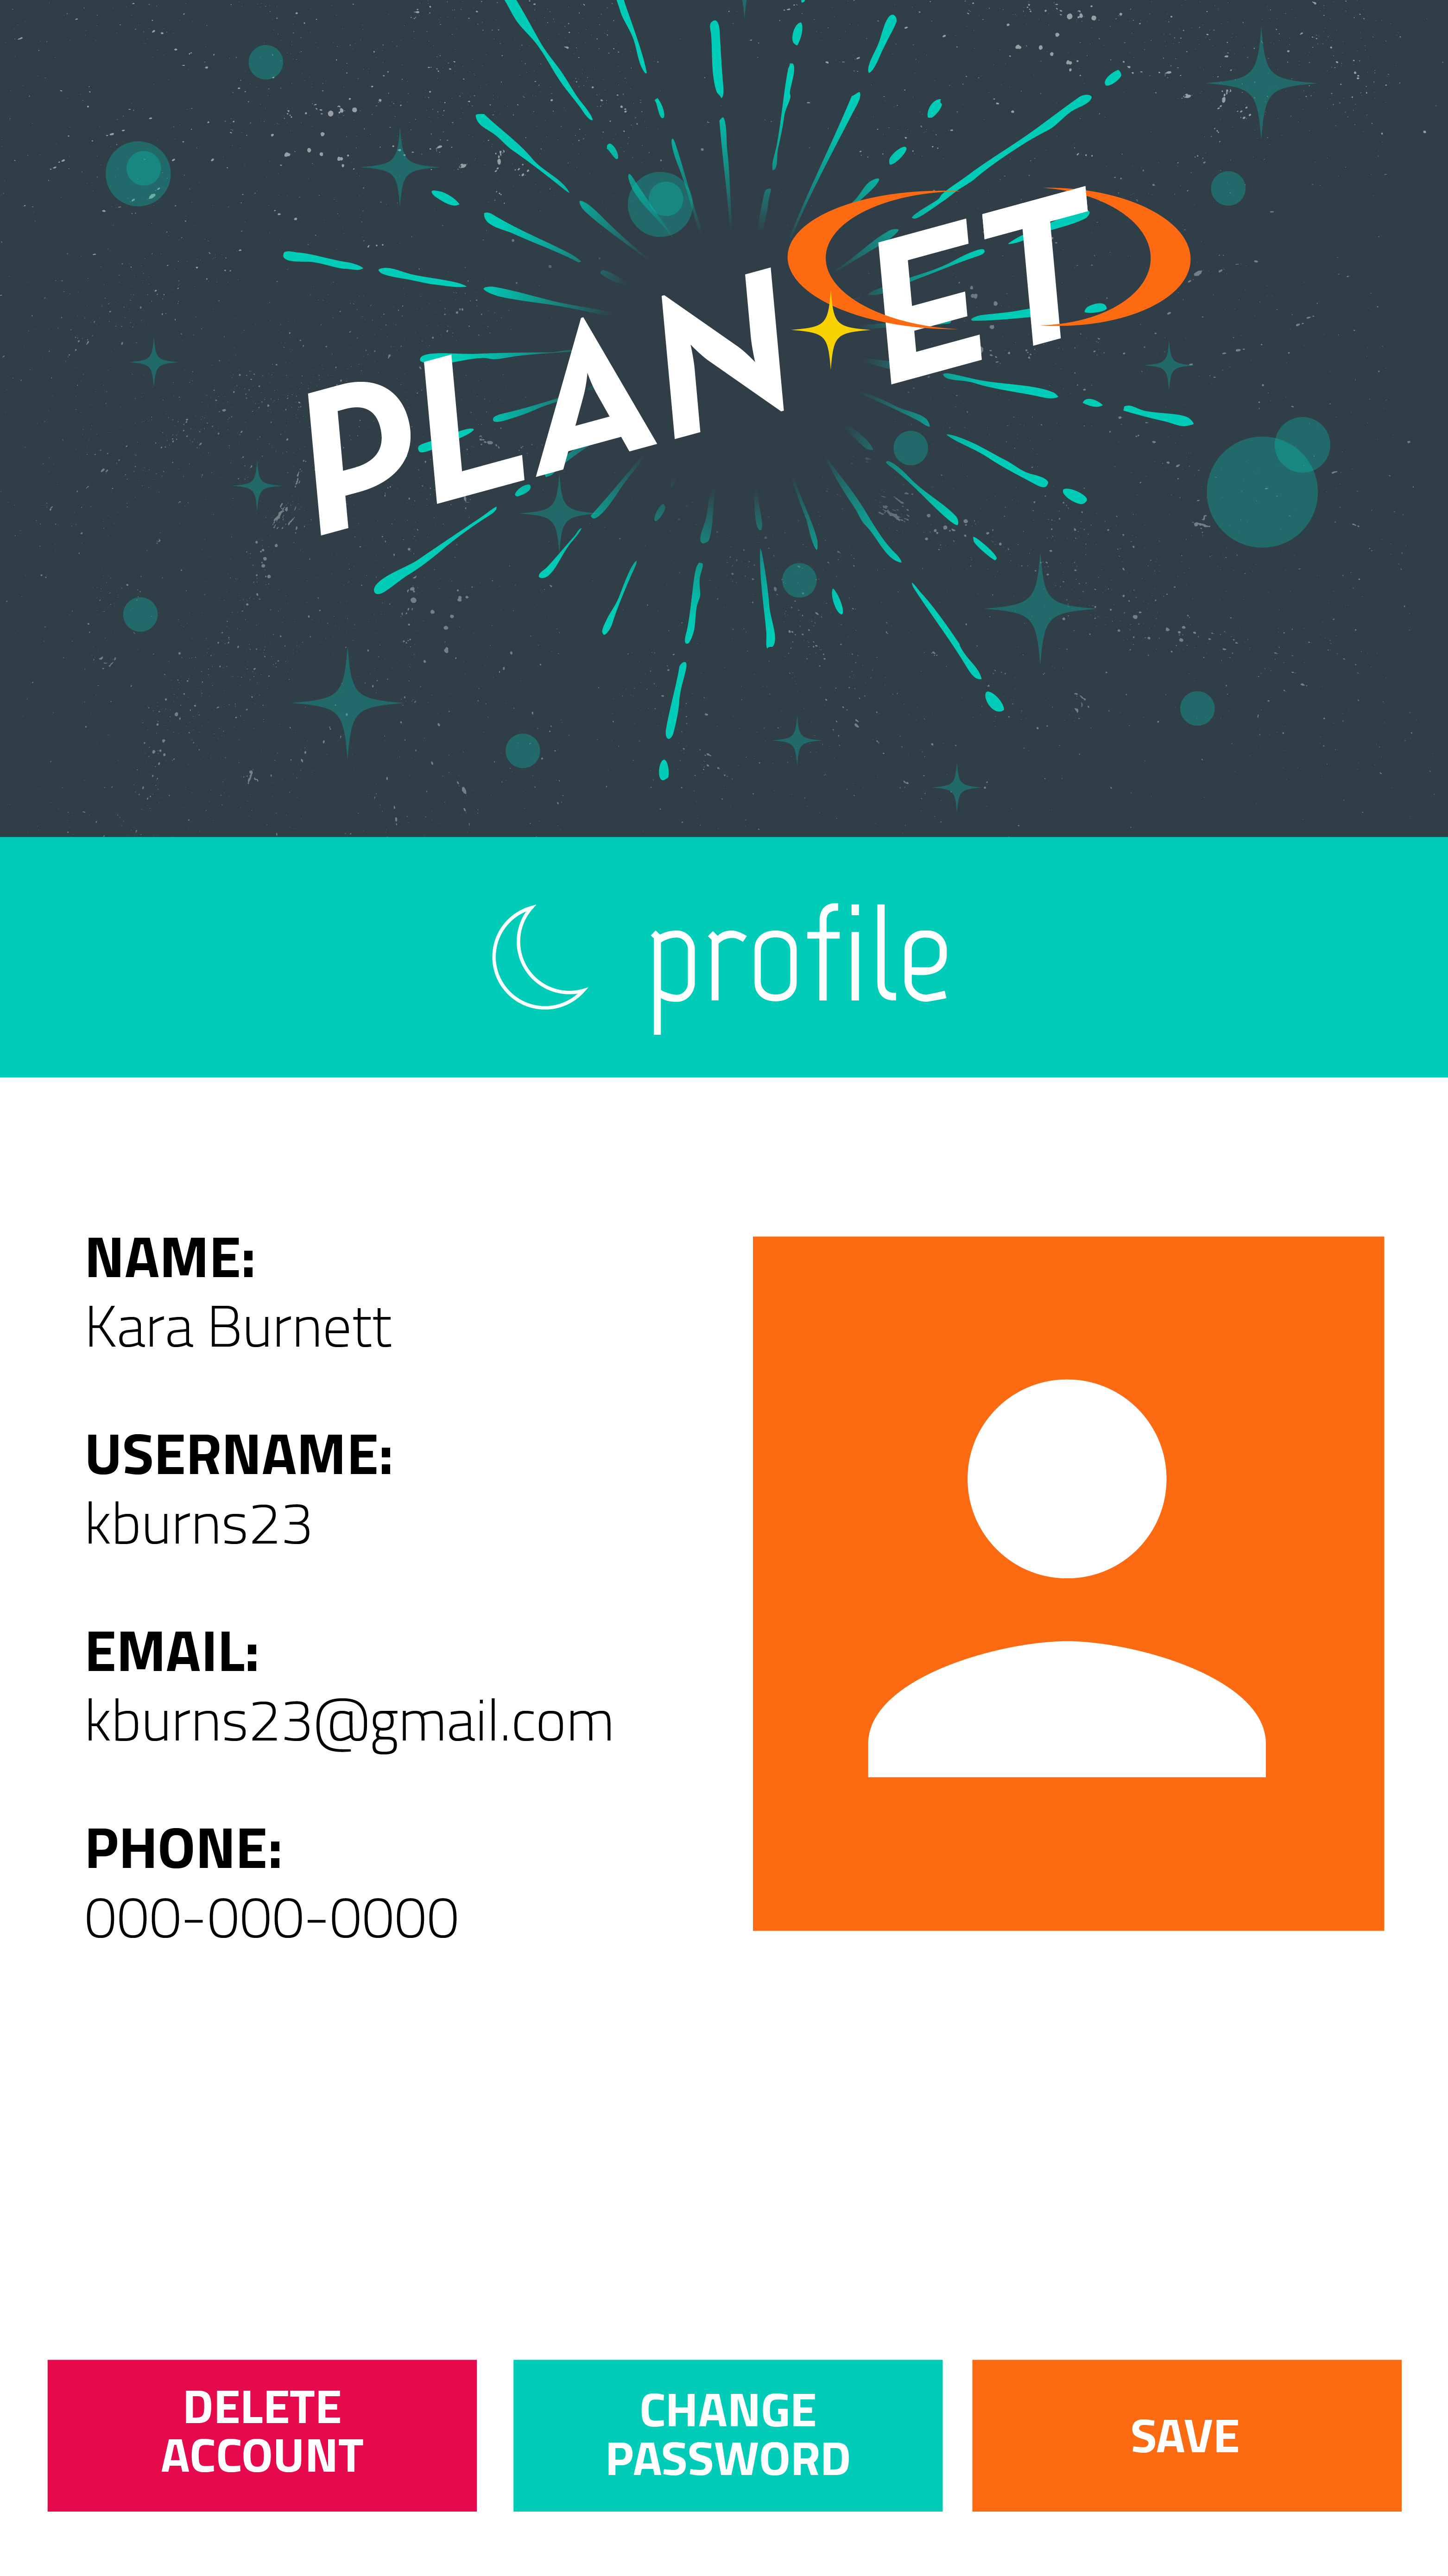 PLANET
profile
NAME:
Kara Burnett
USERNAME:
kburns23
EMAIL:
kburns23@gmail.com
PHONE:
000-000-0000
DELETE
ACCOUNT
CHANGE
PASSWORD
SAVE